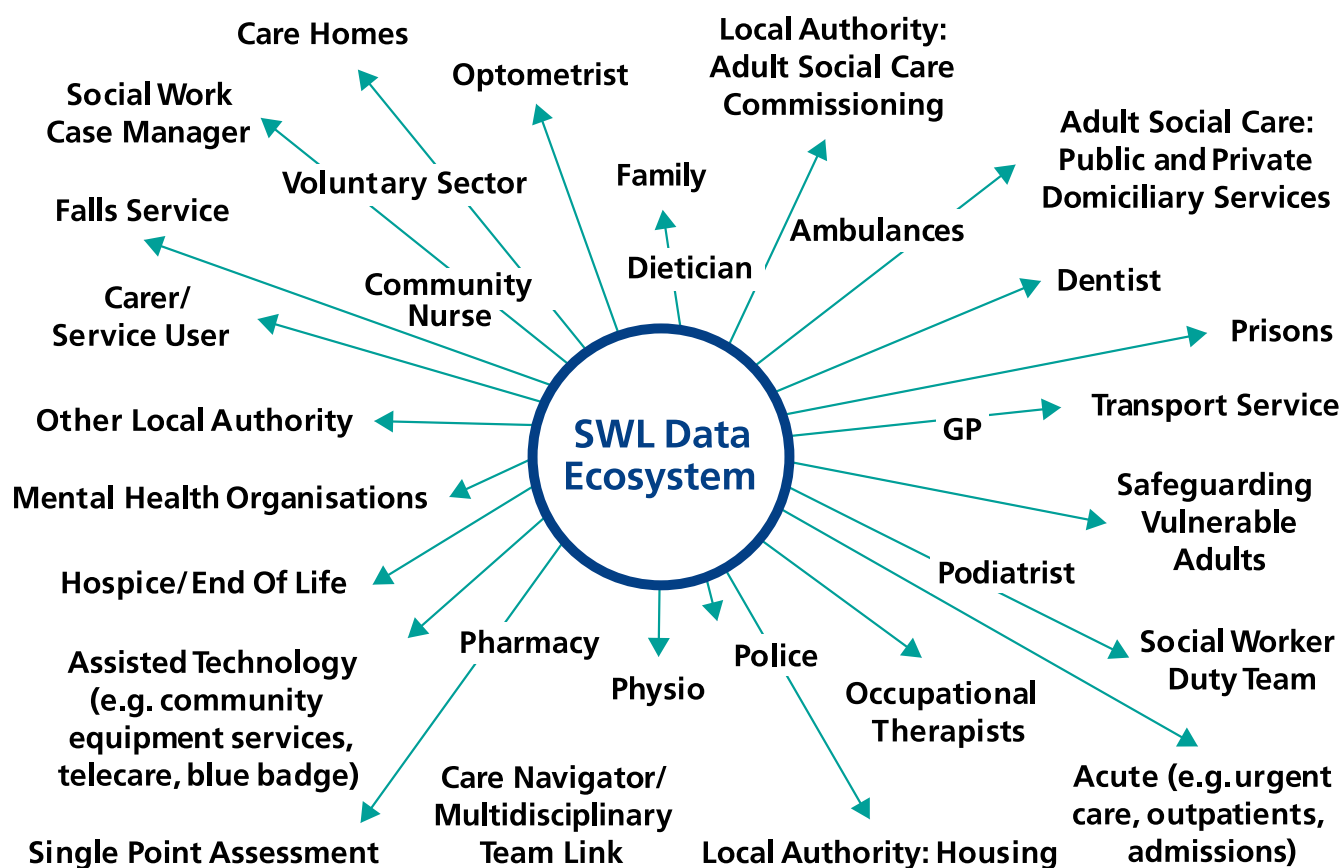 Care Homes
Optometrist
Local Authority:
Adult Social Care
Commissioning
Social Work
Case Manager
Adult Social Care:
Public and Private
Domiciliary Services
Voluntary Sector
Family
Falls Service
Ambulances
Dietician
Community
Nurse
Dentist
Carer/
Service User
Prisons
Other Local Authority
Transport Service
GP
SWL Data
Ecosystem
Mental Health Organisations
Safeguarding
Vulnerable
Adults
Hospice/End Of Life
Podiatrist
Assisted Technology
(e.g. community
equipment services,
telecare, blue badge)
Pharmacy
Physio
Police
Occupational
Therapists
Social Worker
Duty Team
Single Point Assessment
Care Navigator/
Multidisciplinary
Team Link
Local Authority: Housing
Acute (e.g.urgent
care, outpatients,
admissions)